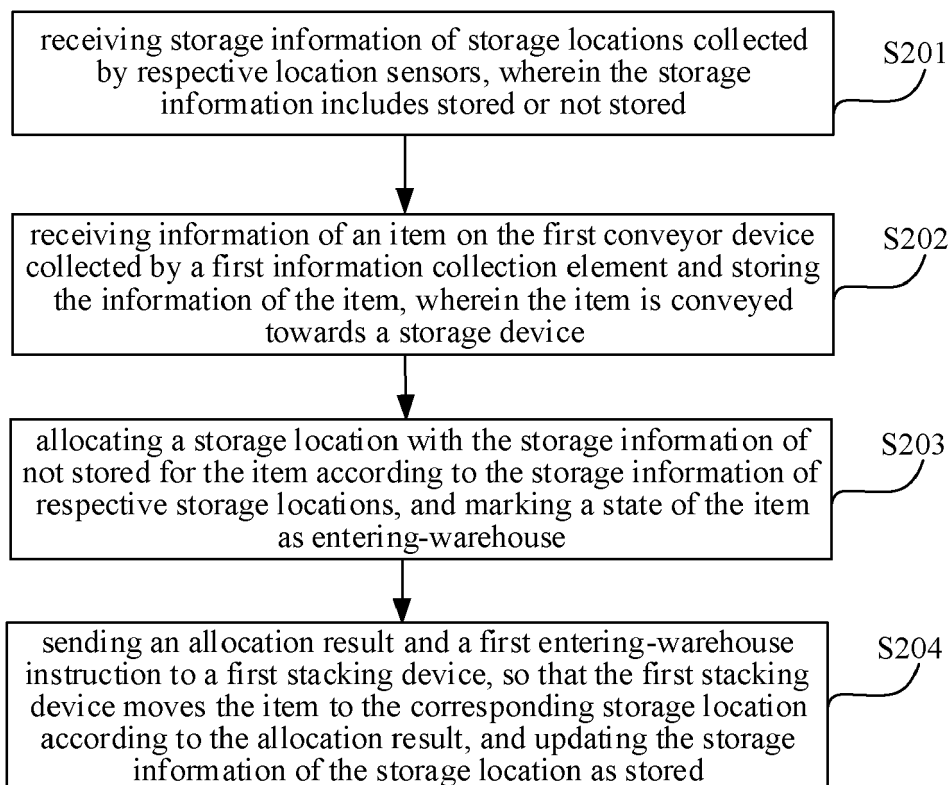 receiving storage information of storage locations collected
by respective location sensors, wherein the storage
information includes stored or not stored
S201
receiving information of an item on the first conveyor device
collected by a first information collection element and storing
the information of the item, wherein the item is conveyed
towards a storage device
S202
allocating a storage location with the storage information of
not stored for the item according to the storage information of
respective storage locations, and marking a state of the item
as entering-warehouse
S203
sending an allocation result and a first entering-warehouse
instruction to a first stacking device, so that the first stacking
device moves the item to the corresponding storage location
according to the allocation result, and updating the storage
information of the storage location as stored
S204